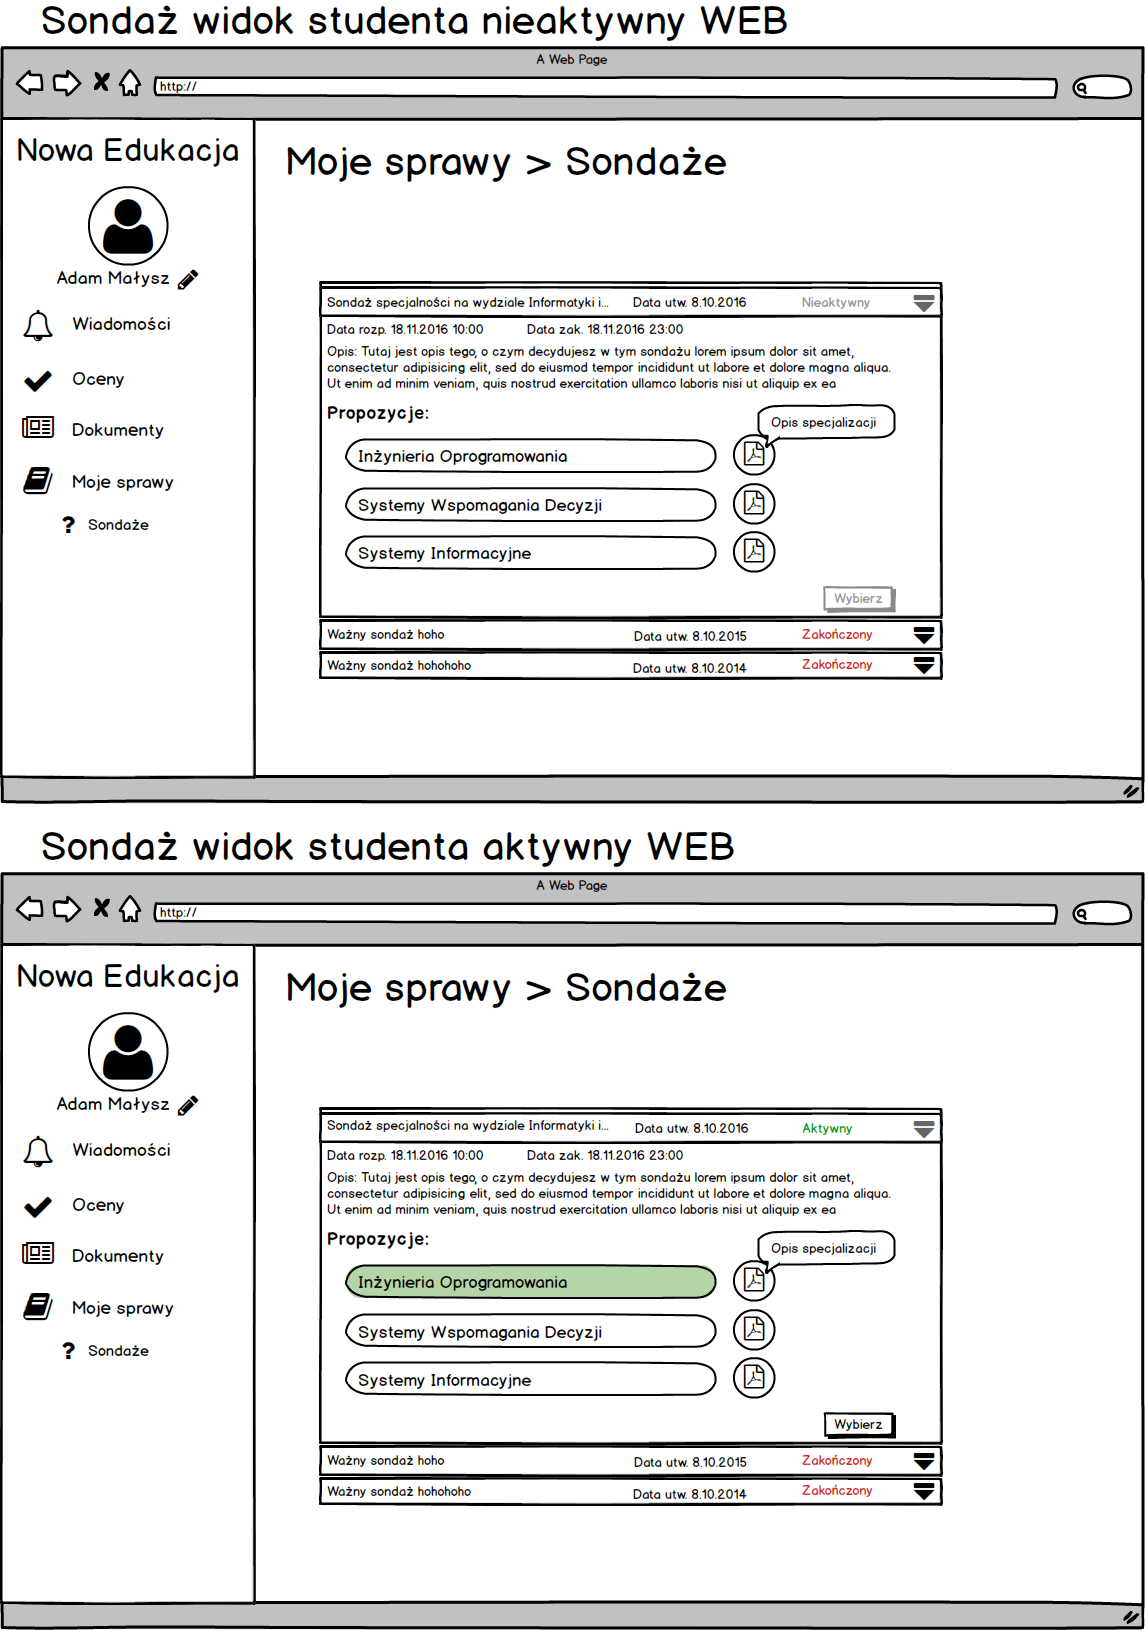 Sondaż widok studenta nieaktywny WEB
A Web Page
http://
Nowa Edukacja
Adam Małysz
Wiadomości
Oceny
Dokumenty
Moje sprawy
? Sondaże
Moje sprawy > Sondaże
Sondaż specjalności na wydziale Informatyki i... Data utw. 8.10.2016 Nieaktywny
Data rozp. 18.11.2016 10:00 Data zak. 18.11.2016 23:00
Opis: Tutaj jest opis tego, o czym decydujesz w tym sondażu lorem ipsum dolor sit amet,
consectetur adipisicing elit, sed do eiusmod tempor incididunt ut labore et dolore magna aliqua.
Ut enim ad minim veniam, quis nostrud exercitation ullamco laboris nisi ut aliquip ex ea
Propozycje:
Opis specjalizacji
Inżynieria Oprogramowania
Systemy Wspomagania Decyzji
Systemy Informacyjne
Wybierz
Ważny sondaż hoho Data utw. 8.10.2015 Zakończony
Ważny sondaż hohohoho Data utw. 8.10.2014 Zakończony
Sondaż widok studenta aktywny WEB
A Web Page
http://
Nowa Edukacja
Adam Małysz
Wiadomości
Oceny
Dokumenty
Moje sprawy
? Sondaże
Moje sprawy > Sondaże
Sondaż specjalności na wydziale Informatyki i... Data utw. 8.10.2016 Aktywny
Data rozp. 18.11.2016 10:00 Data zak. 18.11.2016 23:00
Opis: Tutaj jest opis tego, o czym decydujesz w tym sondażu lorem ipsum dolor sit amet,
consectetur adipisicing elit, sed do eiusmod tempor incididunt ut labore et dolore magna aliqua.
Ut enim ad minim veniam, quis nostrud exercitation ullamco laboris nisi ut aliquip ex ea
Propozycje:
Opis specjalizacji
Inżynieria Oprogramowania
Systemy Wspomagania Decyzji
Systemy Informacyjne
Wybierz
Ważny sondaż hoho Data utw. 8.10.2015 Zakończony
Ważny sondaż hohohoho Data utw. 8.10.2014 Zakończony